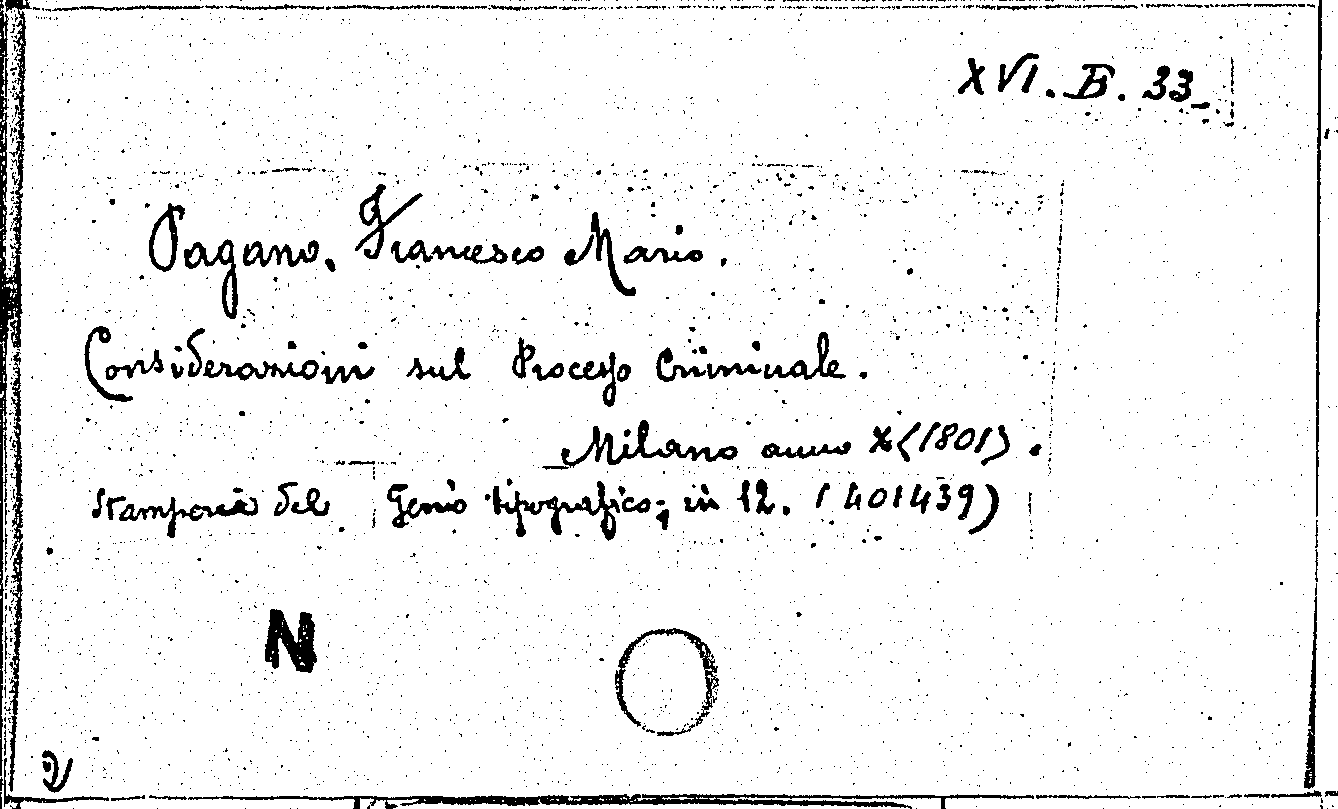 XVI. B. 33
Pagano, Francesco Mario.
Considerazioni sul Processo Criminale.
Milano anno X (1801).
Stamperia del Genio tipografico; in 12. (401439)
N